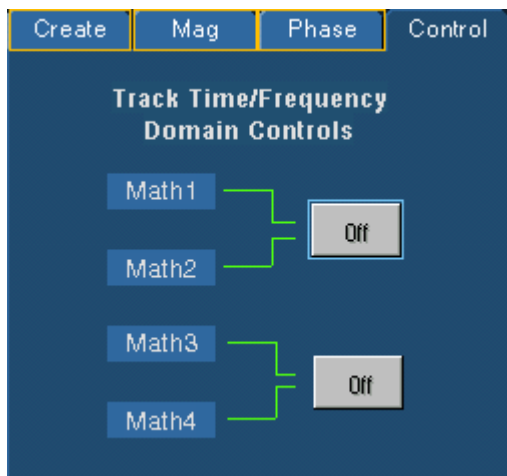 Create Mag Phase Control
Track Time/Frequency
Domain Controls
Math1
Off
Math2
Math3
Off
Math4